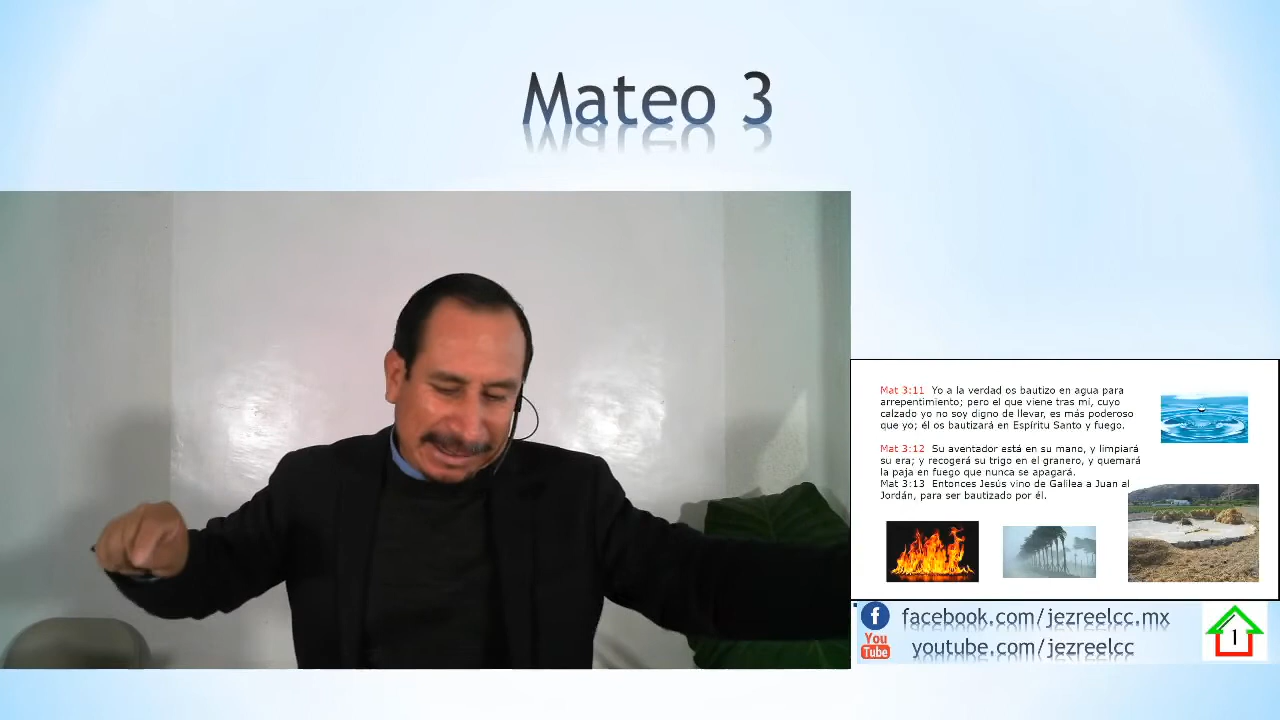 Mateo 3
Mat 3:11 Yo a la verdad os bautizo en agua para
arrepentimiento; pero el que viene tras mí, cuyo
calzado yo no soy digno de llevar, es más poderoso
que yo; él os bautizará en Espíritu Santo y fuego.
Mat 3:12 Su aventador está en su mano, y limpiará
su era; y recogerá su trigo en el granero, y quemará
la paja en fuego que nunca se apagará.
Mat 3:13 Entonces Jesús vino de Galilea a Juan al
Jordán, para ser bautizado por él.
f facebook.com/jezreelcc.mx
You Tube youtube.com/jezreelcc
1